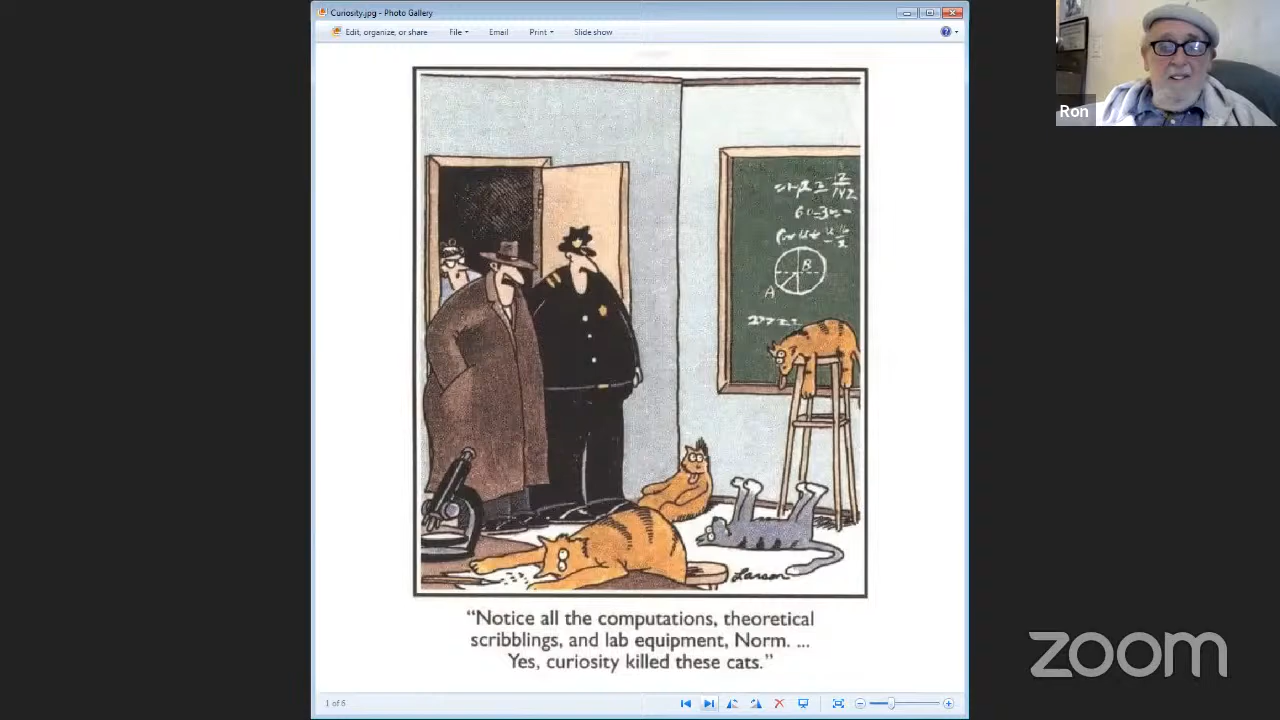 Curiosity.jpg - Photo Gallery
Edit, organize, or share File Email Print Slide show
Ron
B
A
Larson
“Notice all the computations, theoretical
scribblings, and lab equipment, Norm. ...
Yes, curiosity killed these cats.”
zoom
1 of 6